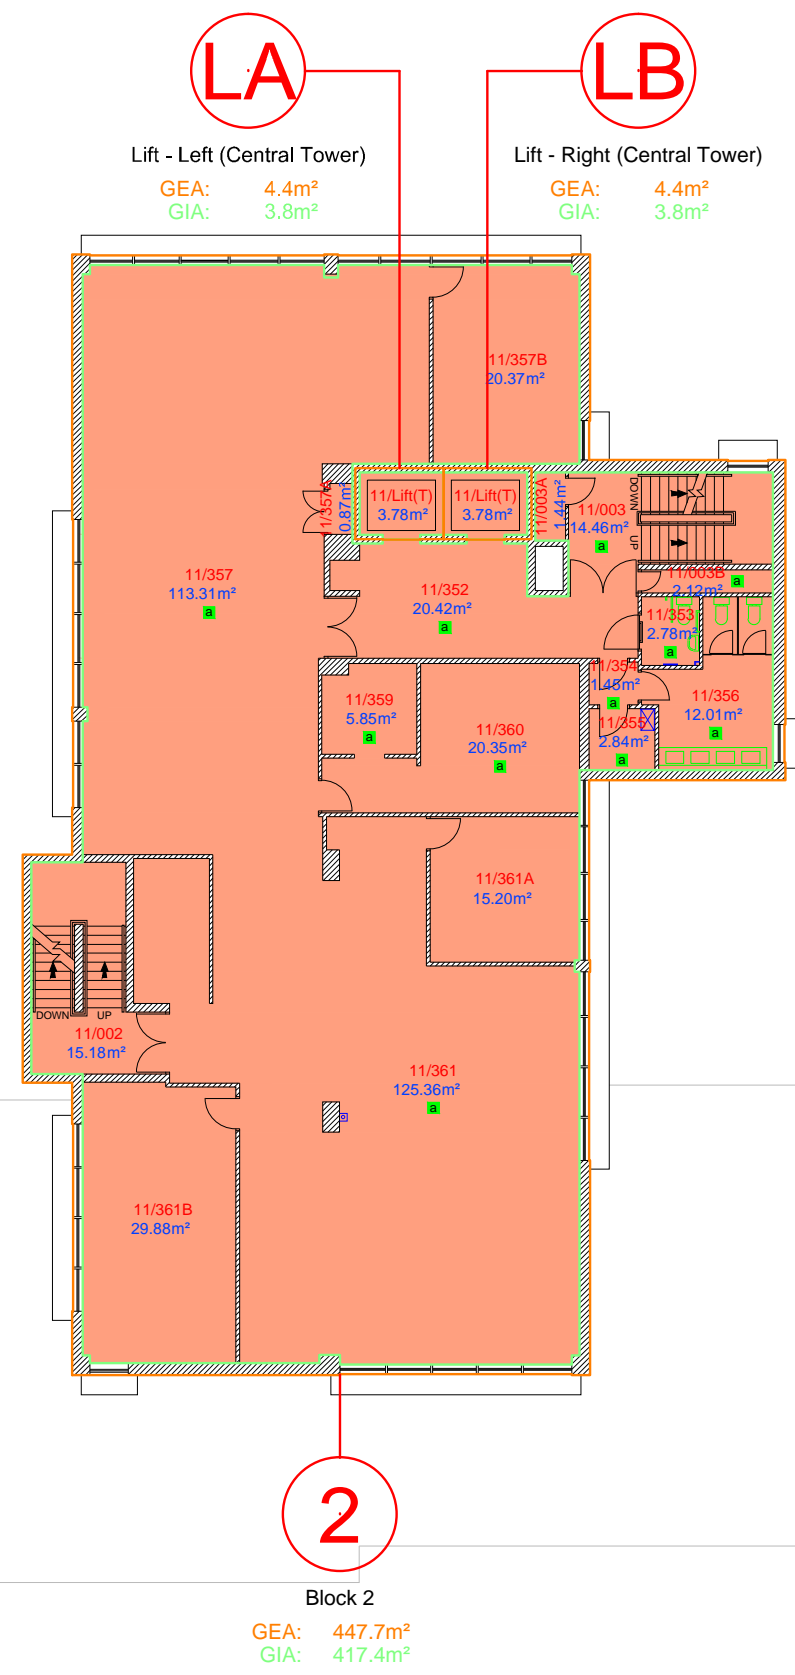 LA
LB
Lift - Left (Central Tower)
GEA: 4.4m²
GIA: 3.8m²
Lift - Right (Central Tower)
GEA: 4.4m²
GIA: 3.8m²
11/357B
20.37m²
11/357A
0.87m²
11/Lift(T)
3.78m²
11/Lift(T)
3.78m²
11/003A
1.44m²
11/003
14.46m²
a
DOWN
UP
11/003B
2.12m²
a
11/357
113.31m²
a
11/352
20.42m²
a
11/353
2.78m²
a
11/354
1.45m²
a
11/355
2.84m²
a
11/356
12.01m²
a
11/359
5.85m²
a
11/360
20.35m²
a
11/361A
15.20m²
DOWN
UP
11/002
15.18m²
11/361
125.36m²
a
11/361B
29.88m²
2
Block 2
GEA: 447.7m²
GIA: 417.4m²